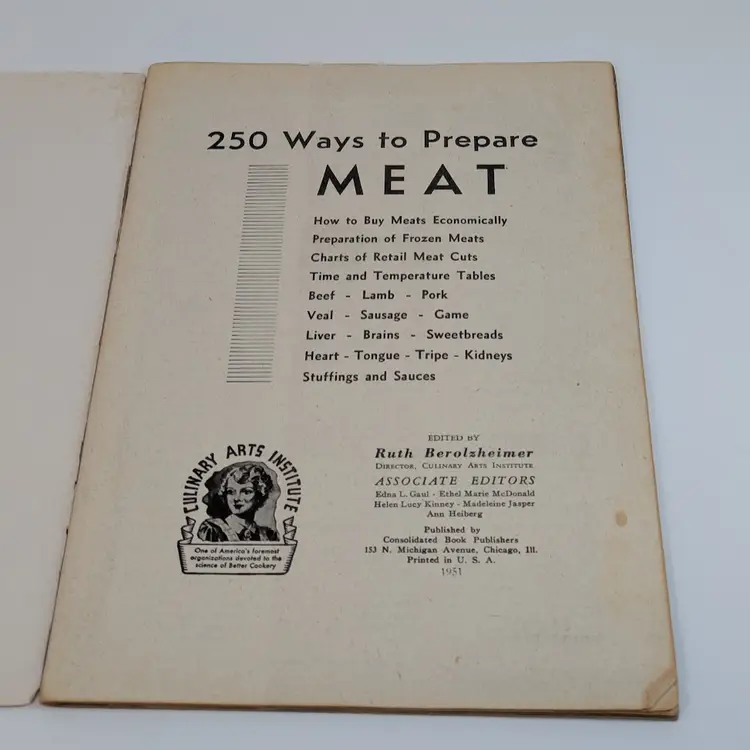 250 Ways to Prepare
MEAT
How to Buy Meats Economically
Preparation of Frozen Meats
Charts of Retail Meat Cuts
Time and Temperature Tables
Beef - Lamb - Pork
Veal - Sausage - Game
Liver - Brains - Sweetbreads
Heart - Tongue - Tripe - Kidneys
Stuffings and Sauces
EDITED BY
Ruth Berolzheimer
DIRECTOR, CULINARY ARTS INSTITUTE
ASSOCIATE EDITORS
Edna L. Gaul - Ethel Marie McDonald
Helen Lucy Kinney - Madeleine Jasper
Ann Heiberg
Published by
Consolidated Book Publishers
153 N. Michigan Avenue, Chicago, Ill.
Printed in U. S. A.
1951
CULINARY ARTS INSTITUTE
One of America's foremost
organizations devoted to the
science of Better Cookery